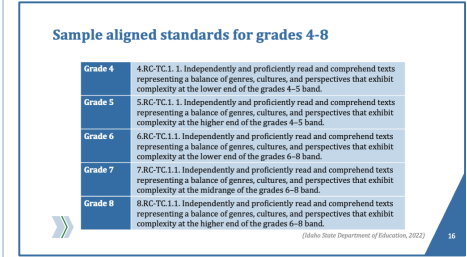 Sample aligned standards for grades 4-8
Grade 4
4.RC-TC.1. 1. Independently and proficiently read and comprehend texts
representing a balance of genres, cultures, and perspectives that exhibit
complexity at the lower end of the grades 4–5 band.
Grade 5
5.RC-TC.1.1. Independently and proficiently read and comprehend texts
representing a balance of genres, cultures, and perspectives that exhibit
complexity at the higher end of the grades 4–5 band.
Grade 6
6.RC-TC.1.1. Independently and proficiently read and comprehend texts
representing a balance of genres, cultures, and perspectives that exhibit
complexity at the lower end of the grades 6–8 band.
Grade 7
7.RC-TC.1.1. Independently and proficiently read and comprehend texts
representing a balance of genres, cultures, and perspectives that exhibit
complexity at the midrange of the grades 6–8 band.
Grade 8
8.RC-TC.1.1. Independently and proficiently read and comprehend texts
representing a balance of genres, cultures, and perspectives that exhibit
complexity at the higher end of the grades 6–8 band.
(Idaho State Department of Education, 2022)
16